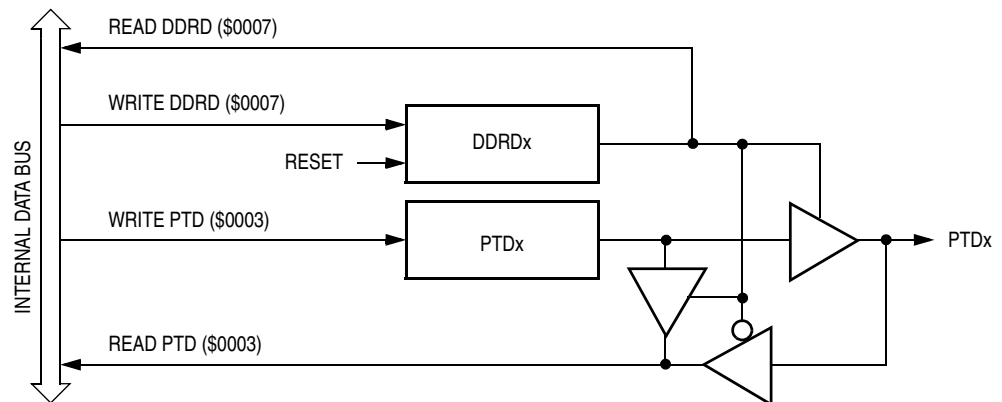 READ DDRD ($0007)
WRITE DDRD ($0007)
DDRDx
RESET
WRITE PTD ($0003)
PTDx
PTDx
READ PTD ($0003)
INTERNAL DATA BUS